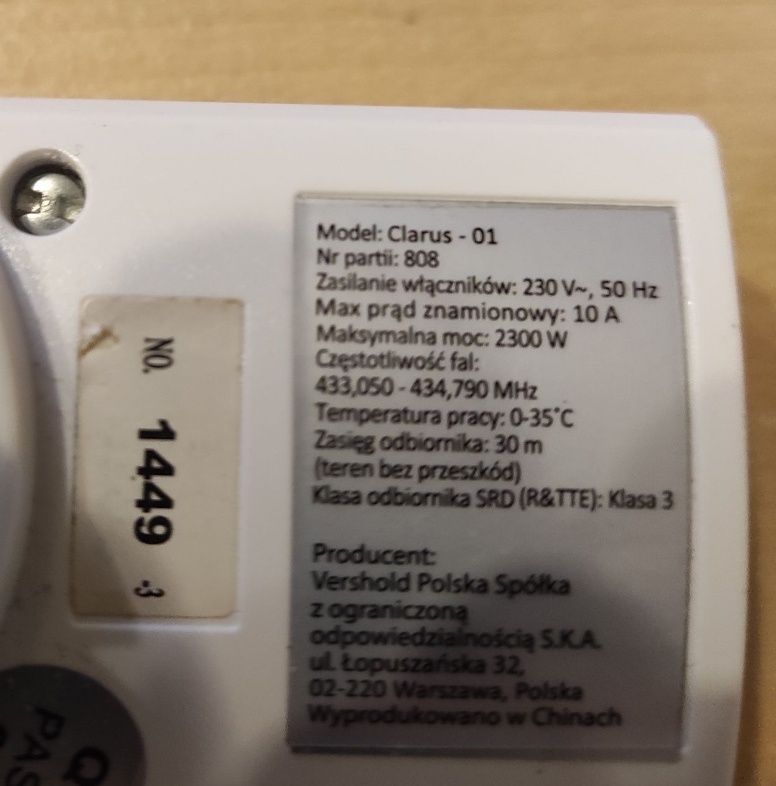 Model: Clarus - 01
Nr partii: 808
Zasilanie włączników: 230 V~, 50 Hz
Max prąd znamionowy: 10 A
Maksymalna moc: 2300 W
Częstotliwość fal:
433,050 - 434,790 MHz
Temperatura pracy: 0-35°C
Zasięg odbiornika: 30 m
(teren bez przeszkód)
Klasa odbiornika SRD (R&TTE): Klasa 3
Producent:
Vershold Polska Spółka
z ograniczoną
odpowiedzialnością S.K.A.
ul. Łopuszańska 32,
02-220 Warszawa, Polska
Wyprodukowano w Chinach
NO. 1449 -3